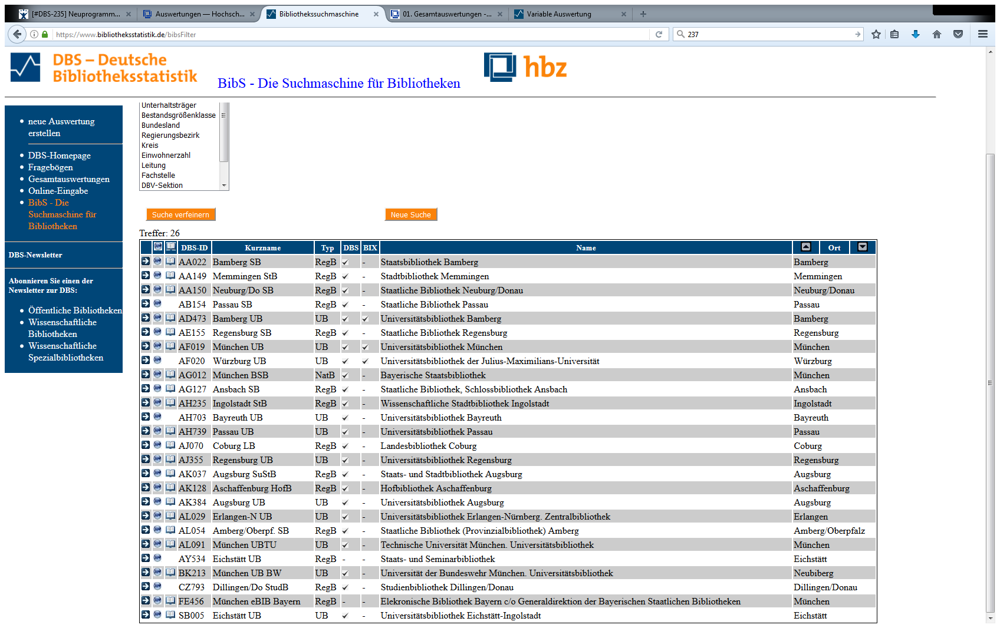 [#DBS-235] Neuprogramm... × Auswertungen — Hochsch... × Bibliothekssuchmaschine × 01. Gesamtauswertungen -... × Variable Auswertung × +
https://www.bibliotheksstatistik.de/bibsFilter 237
DBS – Deutsche
Bibliotheksstatistik
BibS - Die Suchmaschine für Bibliotheken
hbz
neue Auswertung
erstellen
DBS-Homepage
Fragebögen
Gesamtauswertungen
Online-Eingabe
BibS - Die
Suchmaschine für
Bibliotheken
DBS-Newsletter
Abonnieren Sie einen der
Newsletter zur DBS:
Öffentliche Bibliotheken
Wissenschaftliche
Bibliotheken
Wissenschaftliche
Spezialbibliotheken
Unterhaltsträger
Bestandsgrößenklasse
Bundesland
Regierungsbezirk
Kreis
Einwohnerzahl
Leitung
Fachstelle
DBV-Sektion
Suche verfeinern Neue Suche
Treffer: 26
DBS-ID Kurzname Typ DBS BIX Name Ort
AA022 Bamberg SB RegB ✓ - Staatsbibliothek Bamberg Bamberg
AA149 Memmingen StB RegB ✓ - Stadtbibliothek Memmingen Memmingen
AA150 Neuburg/Do SB RegB ✓ - Staatliche Bibliothek Neuburg/Donau Neuburg/Donau
AB154 Passau SB RegB ✓ - Staatliche Bibliothek Passau Passau
AD473 Bamberg UB UB ✓ ✓ Universitätsbibliothek Bamberg Bamberg
AE155 Regensburg SB RegB ✓ - Staatliche Bibliothek Regensburg Regensburg
AF019 München UB UB ✓ ✓ Universitätsbibliothek München München
AF020 Würzburg UB UB ✓ ✓ Universitätsbibliothek der Julius-Maximilians-Universität Würzburg
AG012 München BSB NatB ✓ - Bayerische Staatsbibliothek München
AG127 Ansbach SB RegB ✓ - Staatliche Bibliothek, Schlossbibliothek Ansbach Ansbach
AH235 Ingolstadt StB RegB ✓ - Wissenschaftliche Stadtbibliothek Ingolstadt Ingolstadt
AH703 Bayreuth UB UB ✓ - Universitätsbibliothek Bayreuth Bayreuth
AH739 Passau UB UB ✓ - Universitätsbibliothek Passau Passau
AJ070 Coburg LB RegB ✓ - Landesbibliothek Coburg Coburg
AJ355 Regensburg UB UB ✓ - Universitätsbibliothek Regensburg Regensburg
AK037 Augsburg SuStB RegB ✓ - Staats- und Stadtbibliothek Augsburg Augsburg
AK128 Aschaffenburg HofB RegB ✓ - Hofbibliothek Aschaffenburg Aschaffenburg
AK384 Augsburg UB UB ✓ - Universitätsbibliothek Augsburg Augsburg
AL029 Erlangen-N UB UB ✓ - Universitätsbibliothek Erlangen-Nürnberg. Zentralbibliothek Erlangen
AL054 Amberg/Oberpf. SB RegB ✓ - Staatliche Bibliothek (Provinzialbibliothek) Amberg Amberg/Oberpfalz
AL091 München UBTU UB ✓ - Technische Universität München. Universitätsbibliothek München
AY534 Eichstätt UB RegB - - Staats- und Seminarbibliothek Eichstätt
BK213 München UB BW UB ✓ - Universität der Bundeswehr München. Universitätsbibliothek Neubiberg
CZ793 Dillingen/Do StudB RegB ✓ - Studienbibliothek Dillingen/Donau Dillingen/Donau
FE456 München eBIB Bayern RegB - - Elekronische Bibliothek Bayern c/o Generaldirektion der Bayerischen Staatlichen Bibliotheken München
SB005 Eichstätt UB UB ✓ - Universitätsbibliothek Eichstätt-Ingolstadt Eichstätt